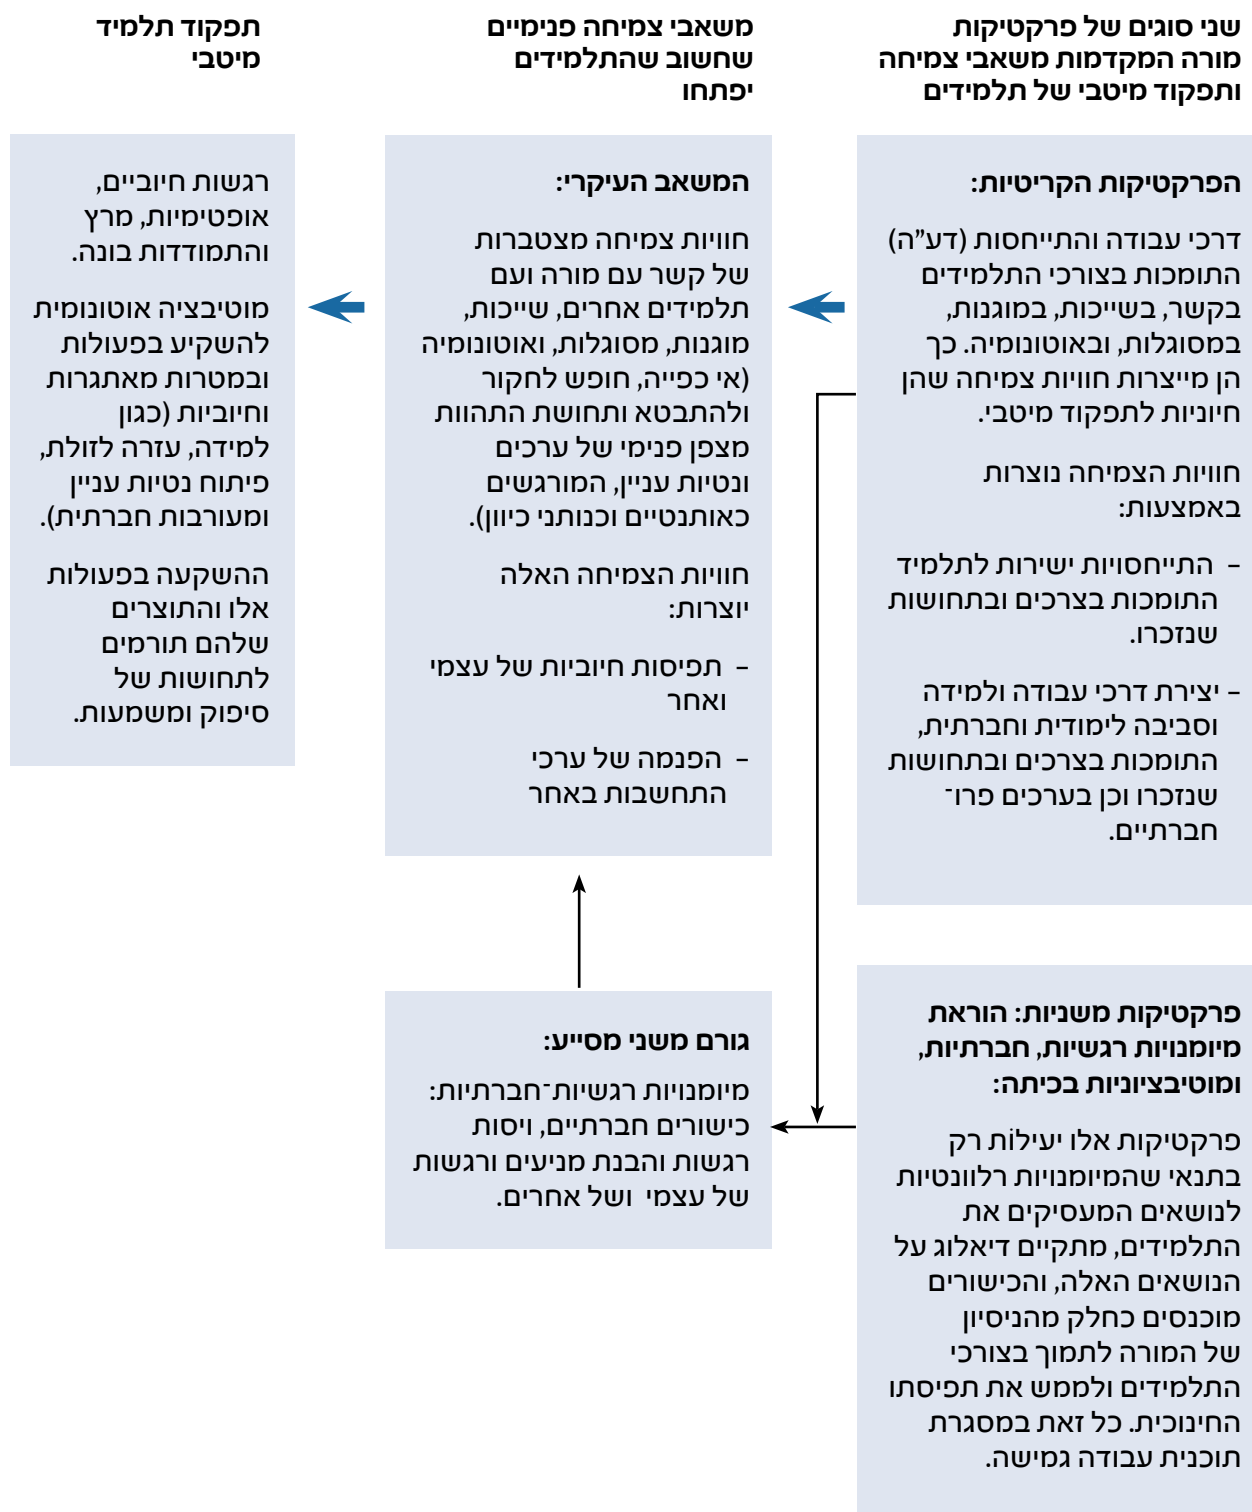 שני סוגים של פרקטיקות
מורה המקדמות משאבי צמיחה
ותפקוד מיטבי של תלמידים
משאבי צמיחה פנימיים
שחשוב שהתלמידים
יפתחו
תפקוד תלמיד
מיטבי
הפרקטיקות הקריטיות:
דרכי עבודה והתייחסות (דע"ה)
התומכות בצורכי התלמידים
בקשר, בשייכות, במוגנות,
במסוגלות, ובאוטונומיה. כך
הן מייצרות חוויות צמיחה שהן
חיוניות לתפקוד מיטבי.
חוויות הצמיחה נוצרות
באמצעות:
– התייחסויות ישירות לתלמיד
התומכות בצרכים ובתחושות
שנזכרו.
– יצירת דרכי עבודה ולמידה
וסביבה לימודית וחברתית,
התומכות בצרכים ובתחושות
שנזכרו וכן בערכים פרו־
חברתיים.
המשאב העיקרי:
חוויות צמיחה מצטברות
של קשר עם מורה ועם
תלמידים אחרים, שייכות,
מוגנות, מסוגלות, ואוטונומיה
(אי כפייה, חופש לחקור
ולהתבטא ותחושת התהוות
מצפן פנימי של ערכים
ונטיות עניין, המורגשים
כאותנטיים וכנותני כיוון).
חוויות הצמיחה האלה
יוצרות:
– תפיסות חיוביות של עצמי
ואחר
– הפנמה של ערכי
התחשבות באחר
רגשות חיוביים,
אופטימיות, מרץ
והתמודדות בונה.
מוטיבציה אוטונומית
להשקיע בפעולות
ובמטרות מאתגרות
וחיוביות (כגון
למידה, עזרה לזולת,
פיתוח נטיות עניין
ומעורבות חברתית).
ההשקעה בפעולות
אלו והתוצרים
שלהם תורמים
לתחושות של
סיפוק ומשמעות.
פרקטיקות משניות: הוראת
מיומנויות רגשיות, חברתיות,
ומוטיבציוניות בכיתה:
פרקטיקות אלו יעילוֹת רק
בתנאי שהמיומנויות רלוונטיות
לנושאים המעסיקים את
התלמידים, מתקיים דיאלוג על
הנושאים האלה, והכישורים
מוכנסים כחלק מהניסיון
של המורה לתמוך בצורכי
התלמידים ולממש את תפיסתו
החינוכית. כל זאת במסגרת
תוכנית עבודה גמישה.
גורם משני מסייע:
מיומנויות רגשיות־חברתיות:
כישורים חברתיים, ויסות
רגשות והבנת מניעים ורגשות
של עצמי ושל אחרים.